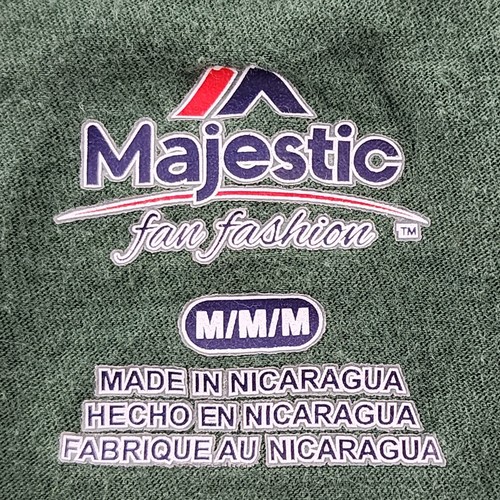 Majestic
fan fashion TM
M/M/M
MADE IN NICARAGUA
HECHO EN NICARAGUA
FABRIQUE AU NICARAGUA